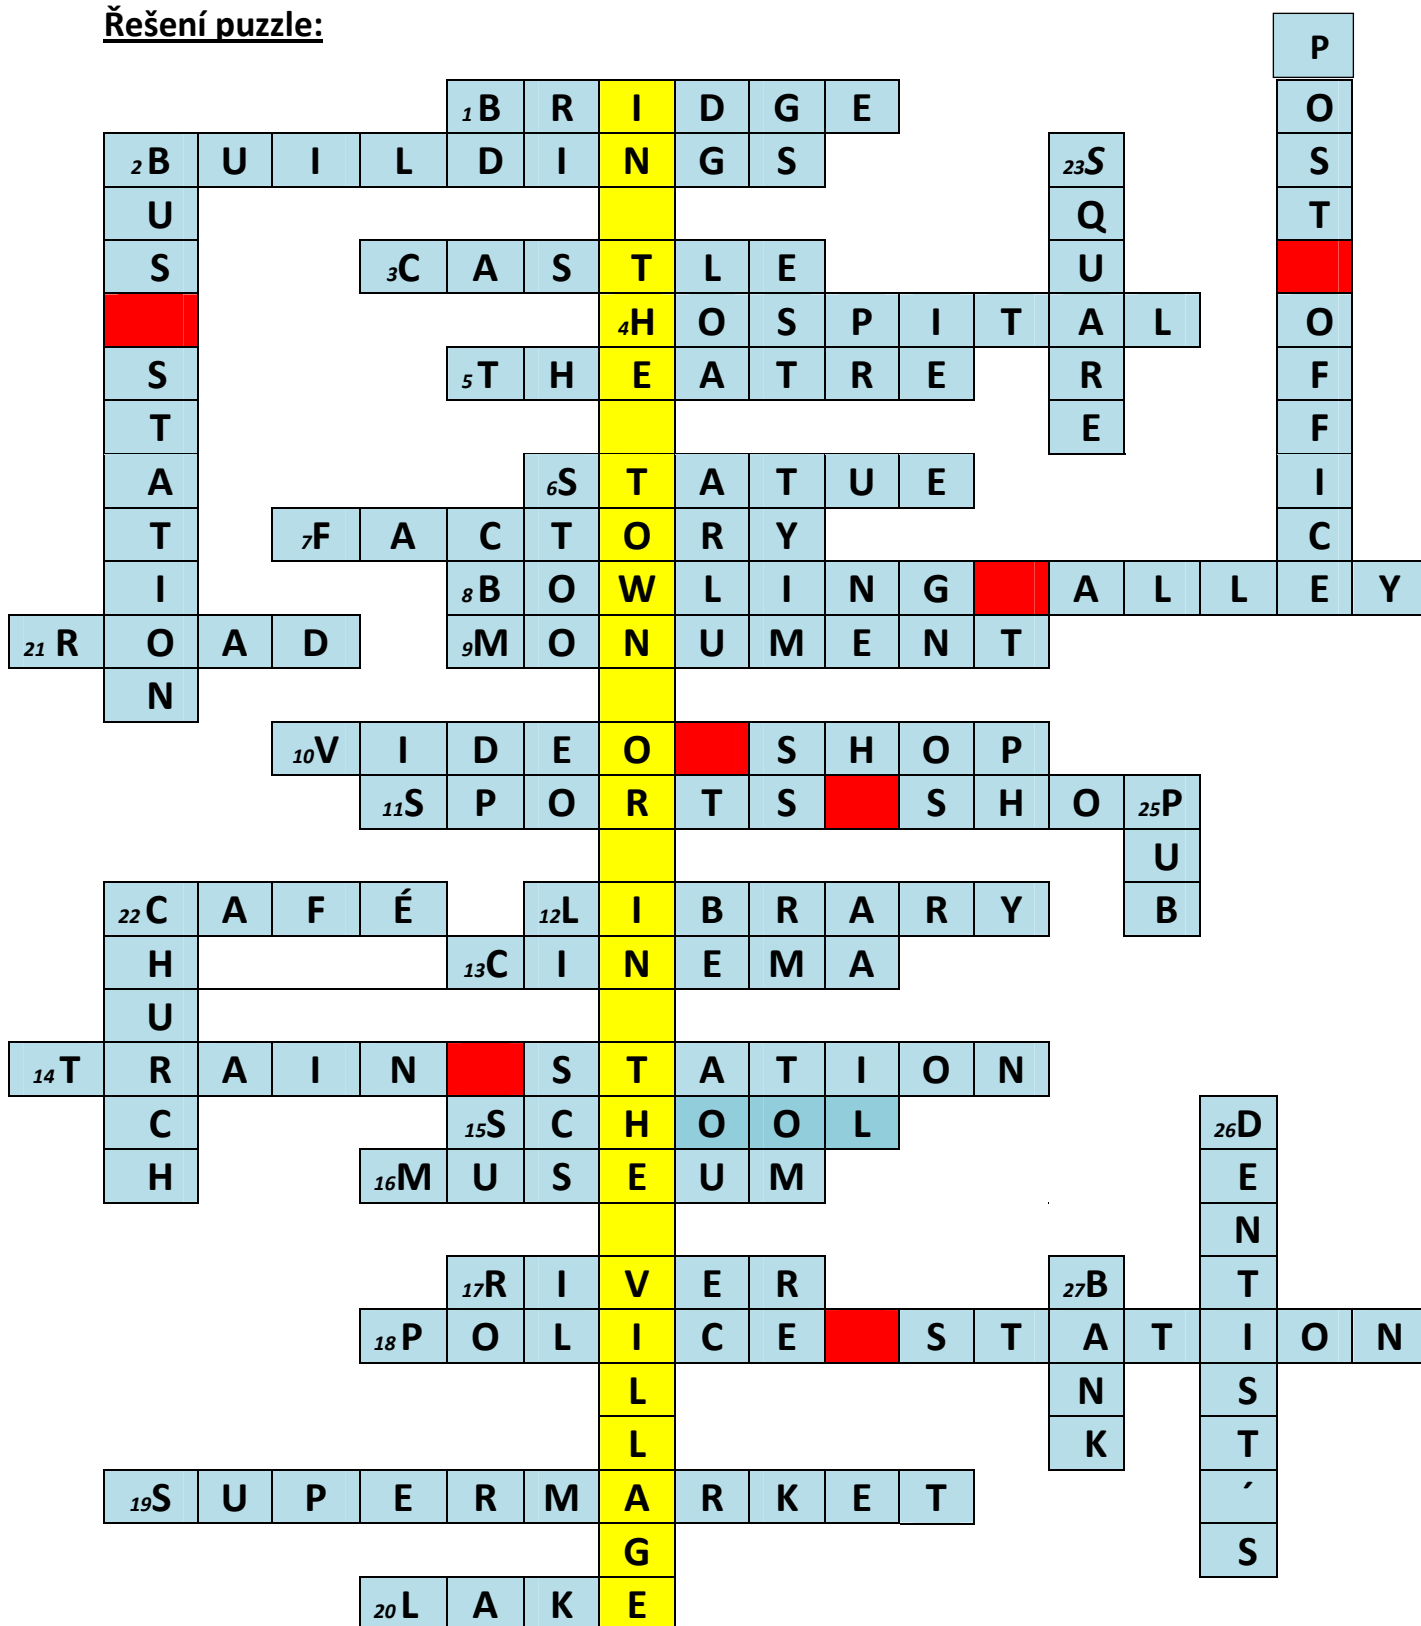 Řešení puzzle:
P
1 B R I D G E O
2 B U I L D I N G S 23 S S
U Q T
S 3 C A S T L E U
4 H O S P I T A L O
S 5 T H E A T R E R F
T E F
A 6 S T A T U E I
T 7 F A C T O R Y C
I 8 B O W L I N G A L L E Y
21 R O A D 9 M O N U M E N T
N
10 V I D E O S H O P
11 S P O R T S S H O 25 P
U
22 C A F É 12 L I B R A R Y B
H 13 C I N E M A
U
14 T R A I N S T A T I O N
C 15 S C H O O L 26 D
H 16 M U S E U M E
N
17 R I V E R 27 B T
18 P O L I C E S T A T I O N
L N S
L K T
19 S U P E R M A R K E T ´
G S
20 L A K E